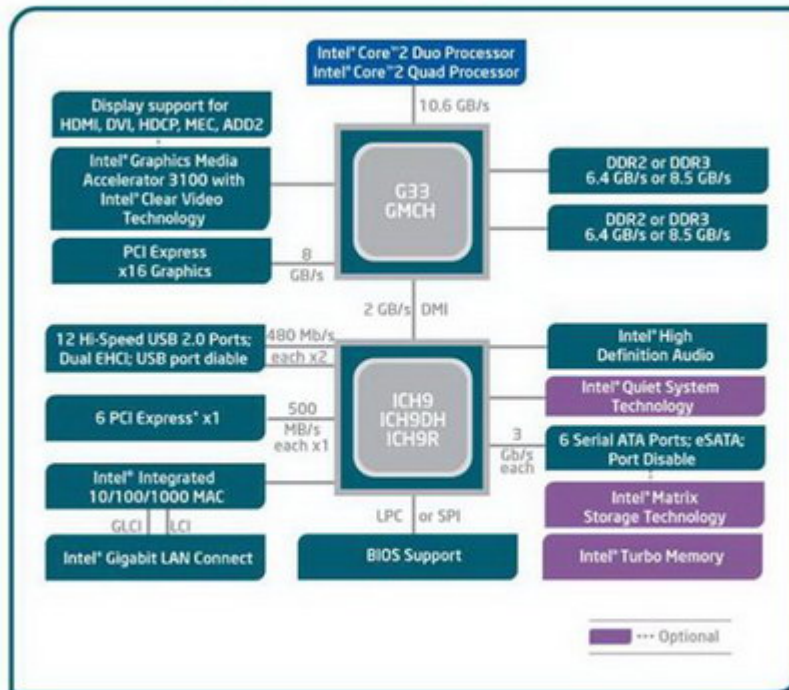 Intel® Core™2 Duo Processor
Intel® Core™2 Quad Processor
10.6 GB/s
Display support for
HDMI, DVI, HDCP, MEC, ADD2
Intel® Graphics Media
Accelerator 3100 with
Intel® Clear Video
Technology
PCI Express
x16 Graphics
8
GB/s
G33
GMCH
DDR2 or DDR3
6.4 GB/s or 8.5 GB/s
DDR2 or DDR3
6.4 GB/s or 8.5 GB/s
2 GB/s DMI
12 Hi-Speed USB 2.0 Ports;
Dual EHCI; USB port diable
480 Mb/s
each x2
6 PCI Express* x1
500
MB/s
each x1
Intel® Integrated
10/100/1000 MAC
GLCI LCI
Intel® Gigabit LAN Connect
ICH9
ICH9DH
ICH9R
LPC or SPI
BIOS Support
Intel® High
Definition Audio
Intel® Quiet System
Technology
3
Gb/s
each
6 Serial ATA Ports; eSATA;
Port Disable
Intel® Matrix
Storage Technology
Intel® Turbo Memory
--- Optional